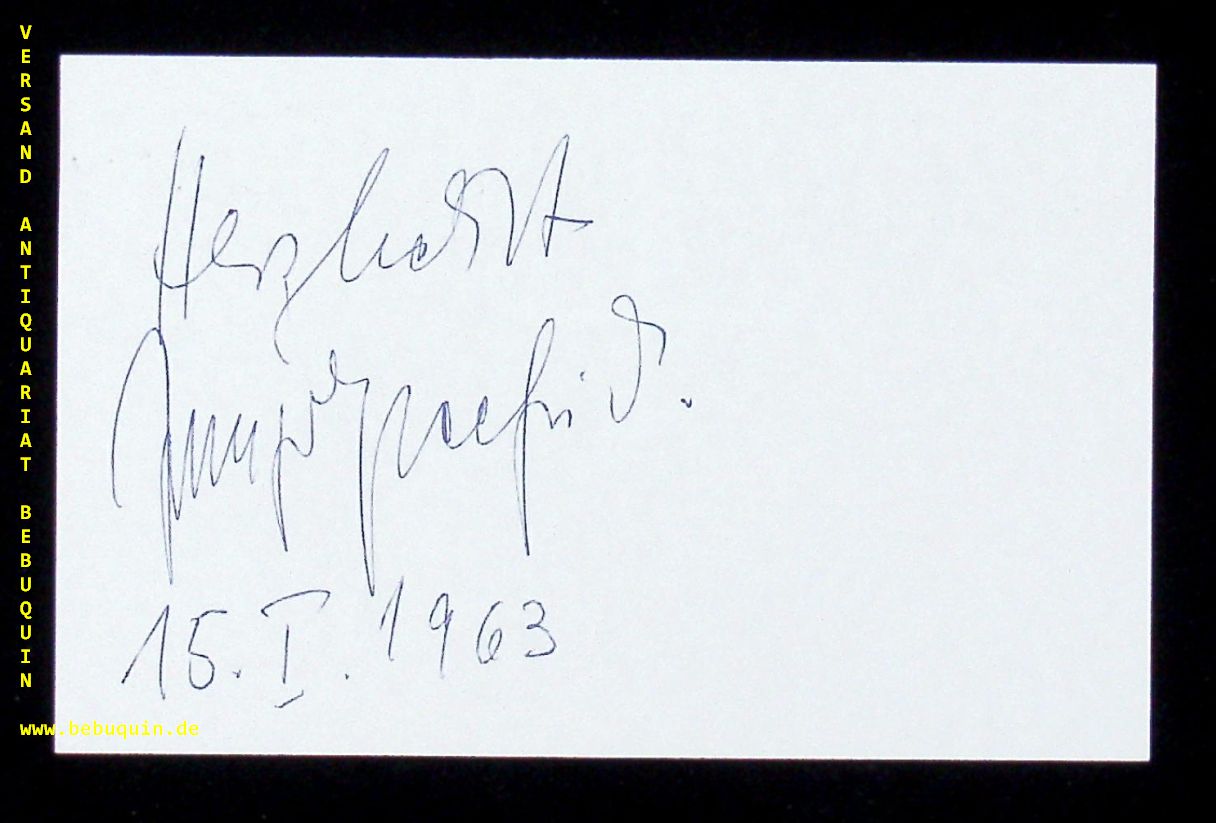 VERSAND ANTIQUARIAT BEBUQUIN
Herzlichst
15. I. 1963
www.bebuquin.de